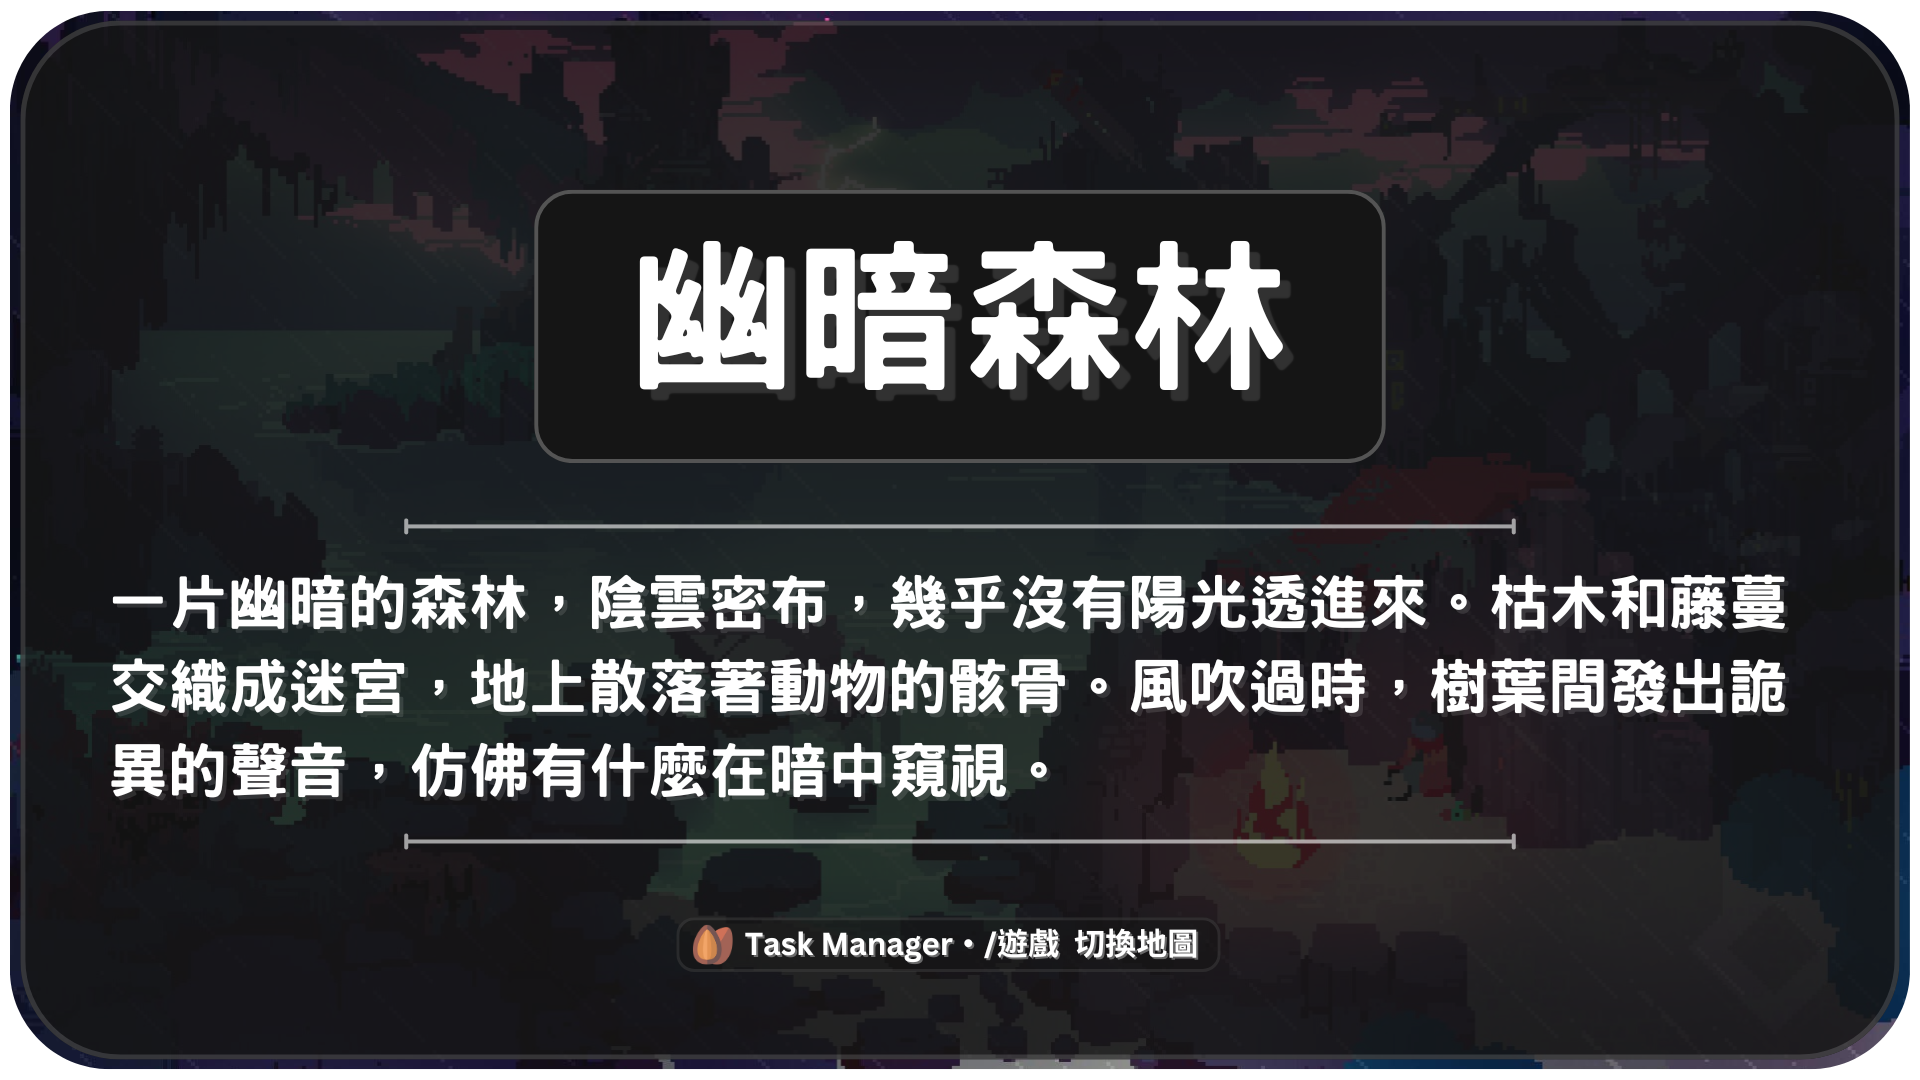 幽暗森林
一片幽暗的森林，陰雲密布，幾乎沒有陽光透進來。枯木和藤蔓
交織成迷宮，地上散落著動物的骸骨。風吹過時，樹葉間發出詭
異的聲音，仿佛有什麼在暗中窺視。
Task Manager • /遊戲 切換地圖